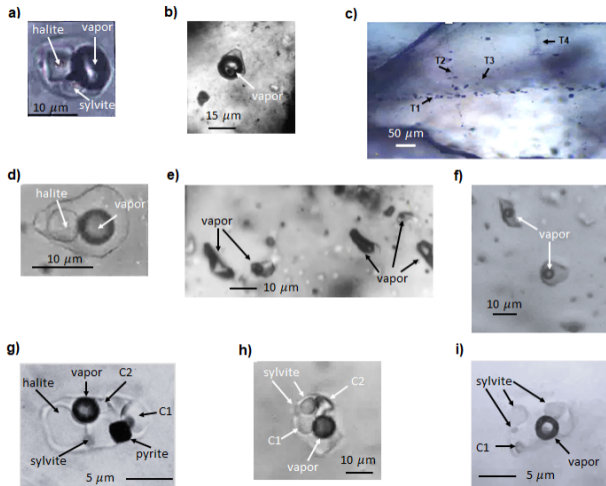 a)
halite vapor
sylvite
10 μm
b)
vapor
15 μm
c)
T4
T2 T3
T1
50 μm
d)
halite vapor
10 μm
e)
vapor
vapor
10 μm
f)
vapor
10 μm
g)
vapor C2
halite
C1
sylvite pyrite
5 μm
h)
sylvite C2
C1
vapor
10 μm
i)
sylvite
C1
vapor
5 μm